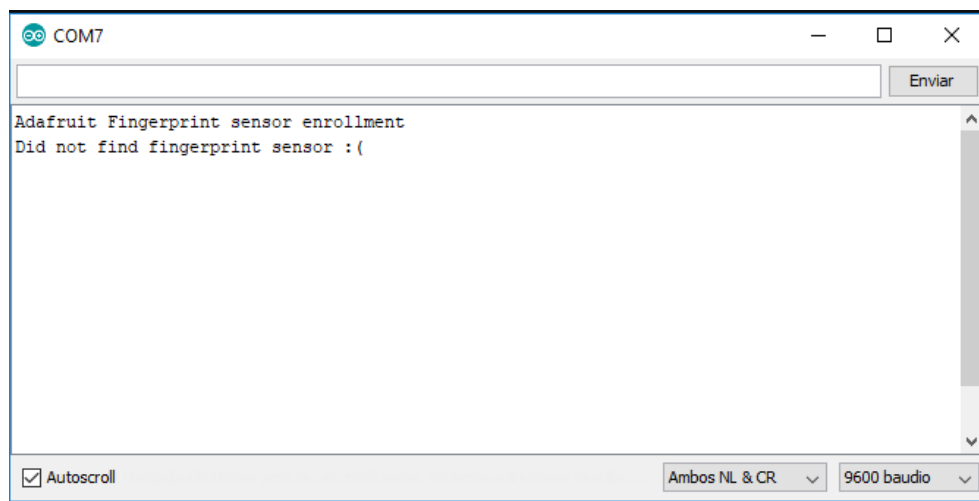 COM7
Enviar
Adafruit Fingerprint sensor enrollment
Did not find fingerprint sensor :(
Autoscroll
Ambos NL & CR
9600 baudio